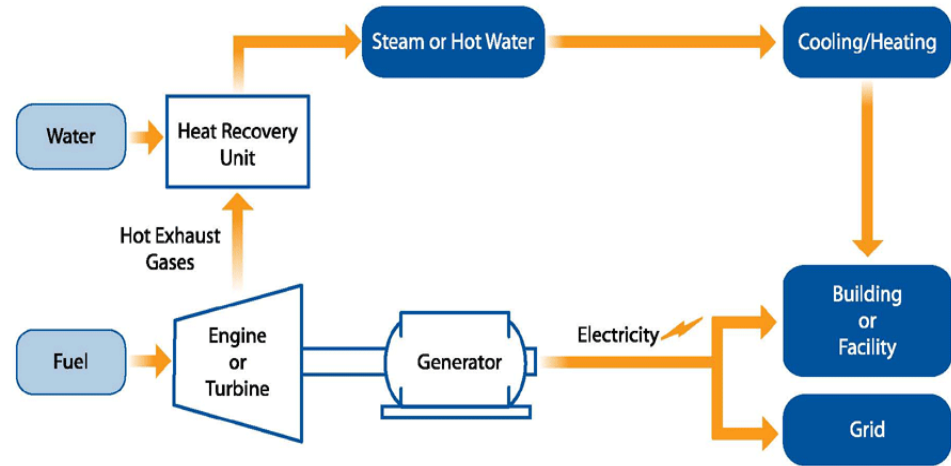 Steam or Hot Water
Cooling/Heating
Water
Heat Recovery
Unit
Hot Exhaust
Gases
Building
or
Facility
Fuel
Engine
or
Turbine
Generator
Electricity
Grid